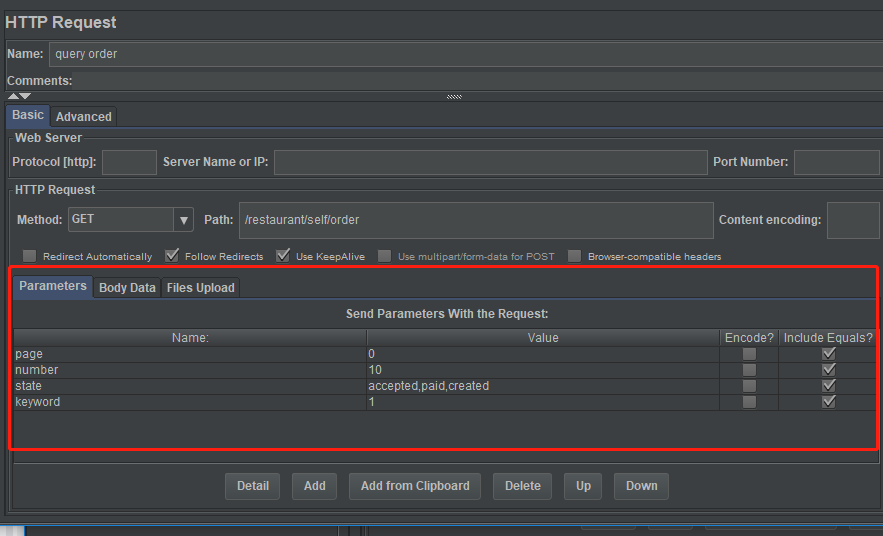 HTTP Request
Name: query order
Comments:
Basic Advanced
Web Server
Protocol [http]: Server Name or IP: Port Number:
HTTP Request
Method: GET Path: /restaurant/self/order Content encoding:
Redirect Automatically Follow Redirects Use KeepAlive Use multipart/form-data for POST Browser-compatible headers
Parameters Body Data Files Upload
Send Parameters With the Request:
Name: Value Encode? Include Equals?
page 0
number 10
state accepted,paid,created
keyword 1
Detail Add Add from Clipboard Delete Up Down